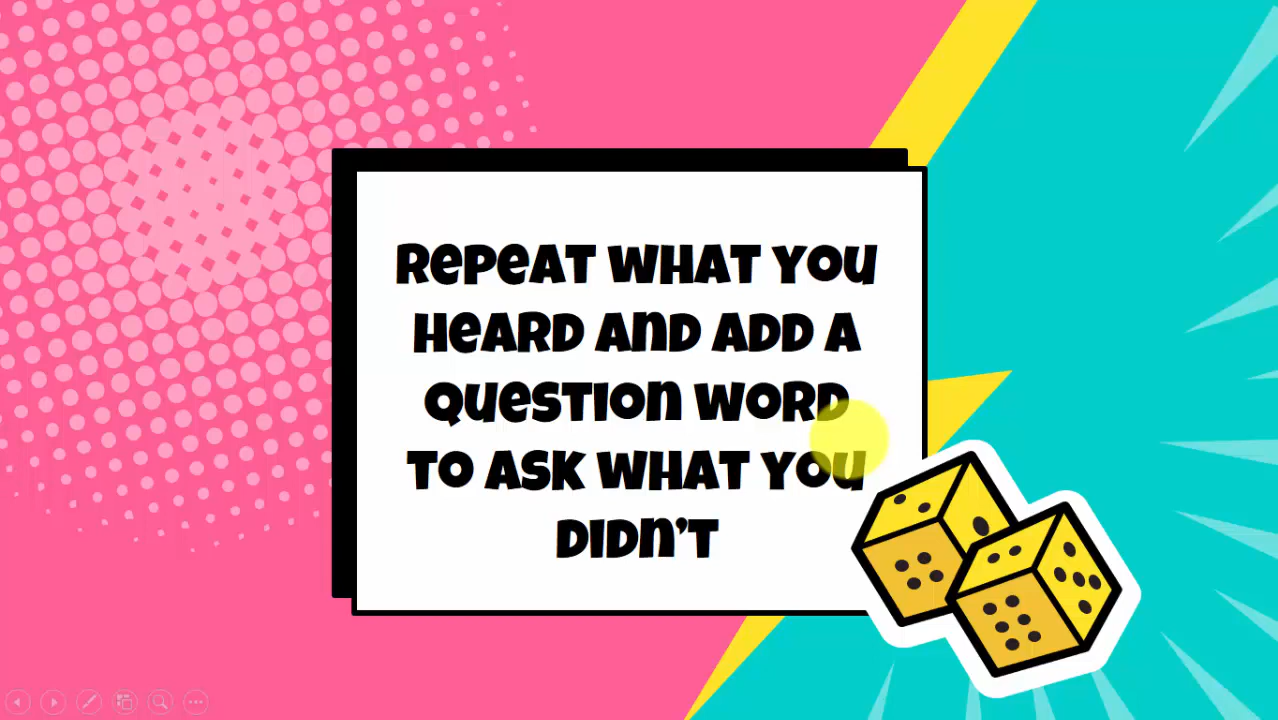 Repeat what you
heard and add a
question word
to ask what you
didn’t